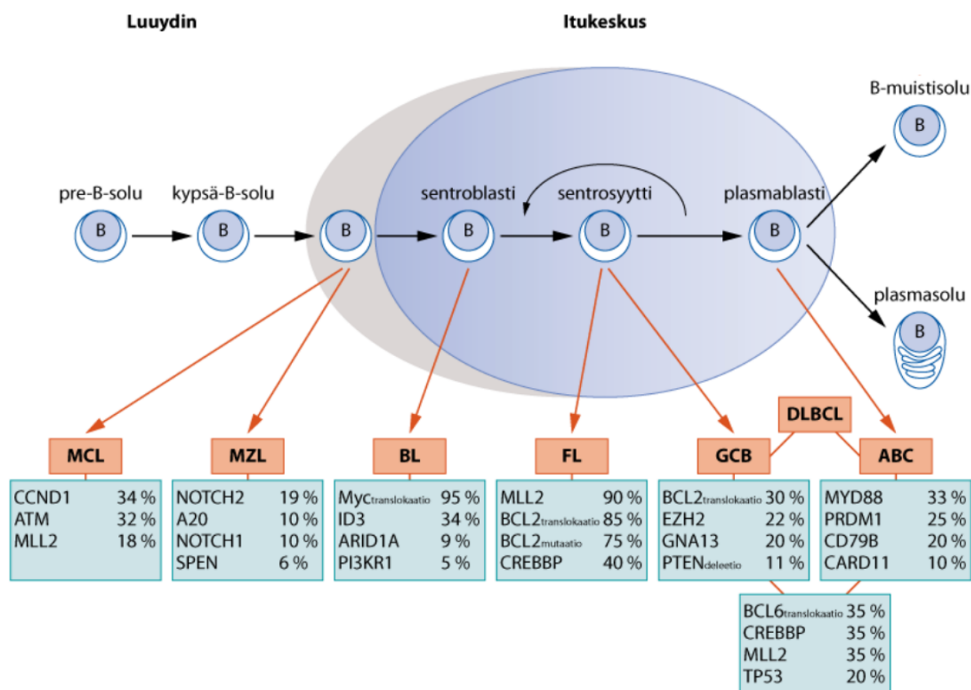 Luuydin
Itukeskus
B-muistisolu
B
pre-B-solu
kypsä-B-solu
sentroblasti
sentrosyytti
plasmablasti
B
B
B
B
B
B
plasmasolu
B
DLBCL
MCL
MZL
BL
FL
GCB
ABC
CCND1 34 %
ATM 32 %
MLL2 18 %
NOTCH2 19 %
A20 10 %
NOTCH1 10 %
SPEN 6 %
Myctranslokaatio 95 %
ID3 34 %
ARID1A 9 %
PI3KR1 5 %
MLL2 90 %
BCL2translokaatio 85 %
BCL2mutaatio 75 %
CREBBP 40 %
BCL2translokaatio 30 %
EZH2 22 %
GNA13 20 %
PTENdeleetio 11 %
MYD88 33 %
PRDM1 25 %
CD79B 20 %
CARD11 10 %
BCL6translokaatio 35 %
CREBBP 35 %
MLL2 35 %
TP53 20 %